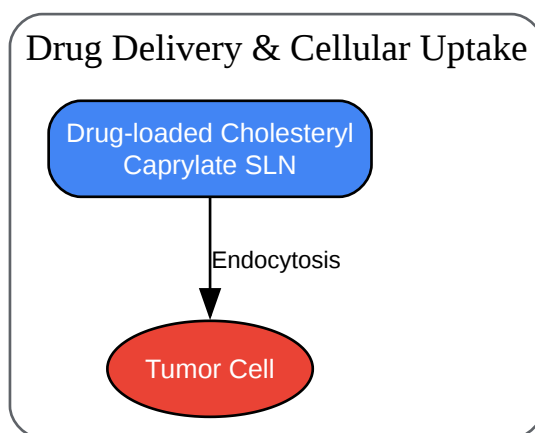 Drug Delivery & Cellular Uptake
Drug-loaded Cholesteryl
Caprylate SLN
Endocytosis
Tumor Cell